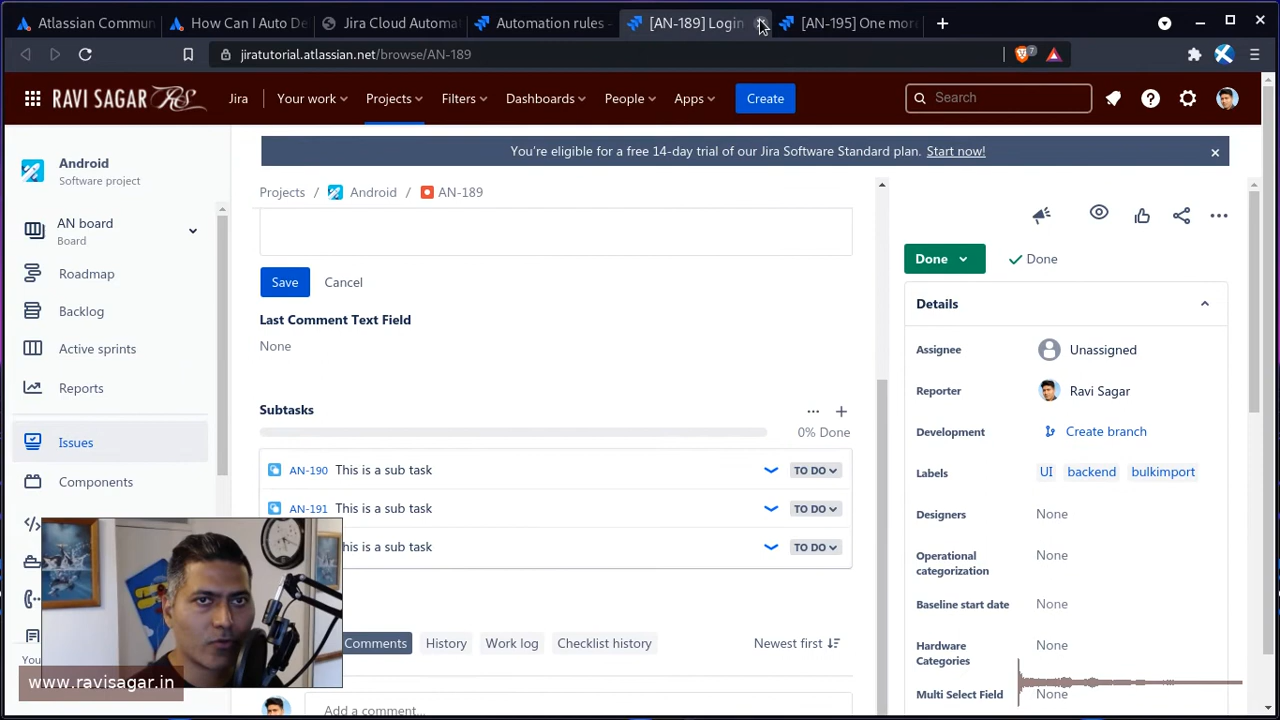 Atlassian Commun
How Can I Auto De
Jira Cloud Automat
Automation rules -
[AN-189] Login
[AN-195] One more
jiratutorial.atlassian.net/browse/AN-189
7
RAVI SAGAR RS
Jira
Your work
Projects
Filters
Dashboards
People
Apps
Create
Search
You're eligible for a free 14-day trial of our Jira Software Standard plan. Start now!
Android
Software project
AN board
Board
Roadmap
Backlog
Active sprints
Reports
Issues
Components
You
Projects / Android / AN-189
Save
Cancel
Last Comment Text Field
None
Subtasks
0% Done
AN-190 This is a sub task TO DO
AN-191 This is a sub task TO DO
his is a sub task TO DO
Comments
History
Work log
Checklist history
Newest first
Add a comment...
Done
Done
Details
Assignee
Unassigned
Reporter
Ravi Sagar
Development
Create branch
Labels
UI backend bulkimport
Designers
None
Operational
categorization
None
Baseline start date
None
Hardware
Categories
None
Multi Select Field
None
www.ravisagar.in